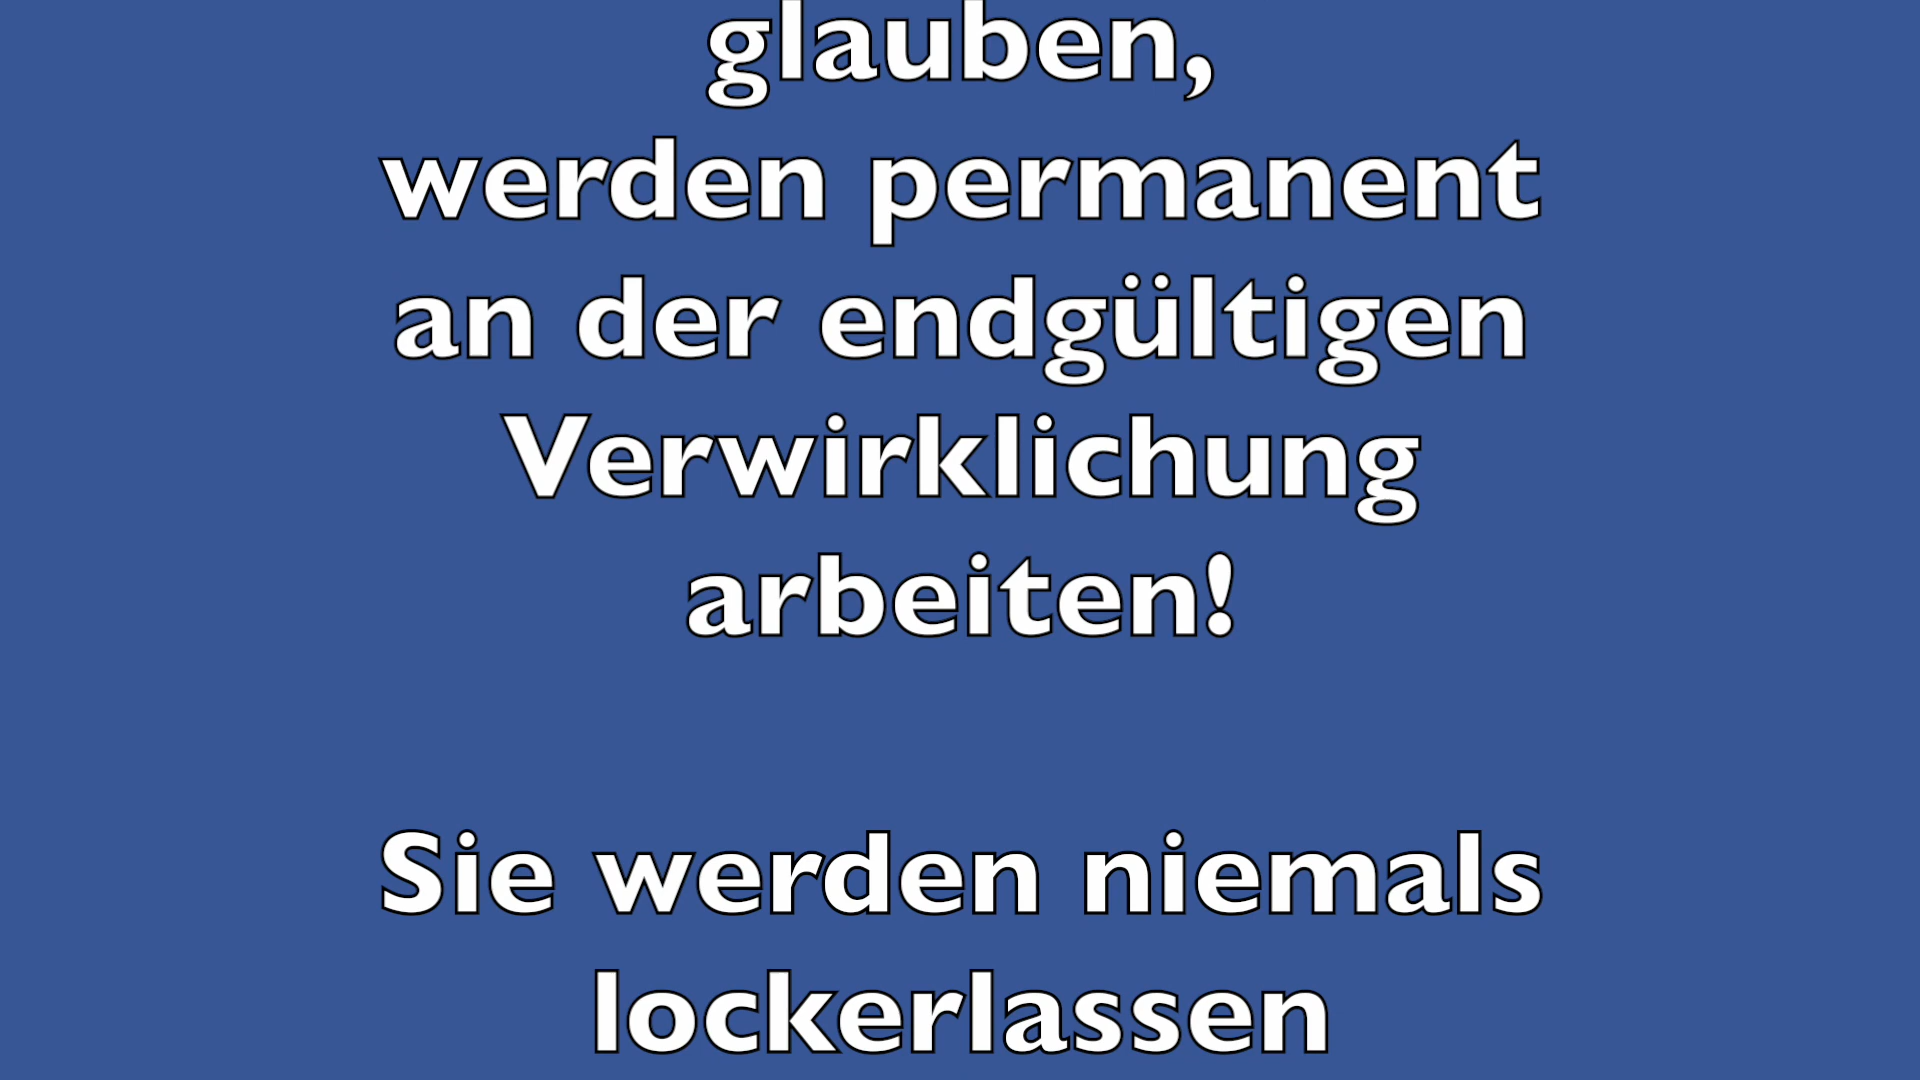 glauben,
werden permanent
an der endgültigen
Verwirklichung
arbeiten!
Sie werden niemals
lockerlassen